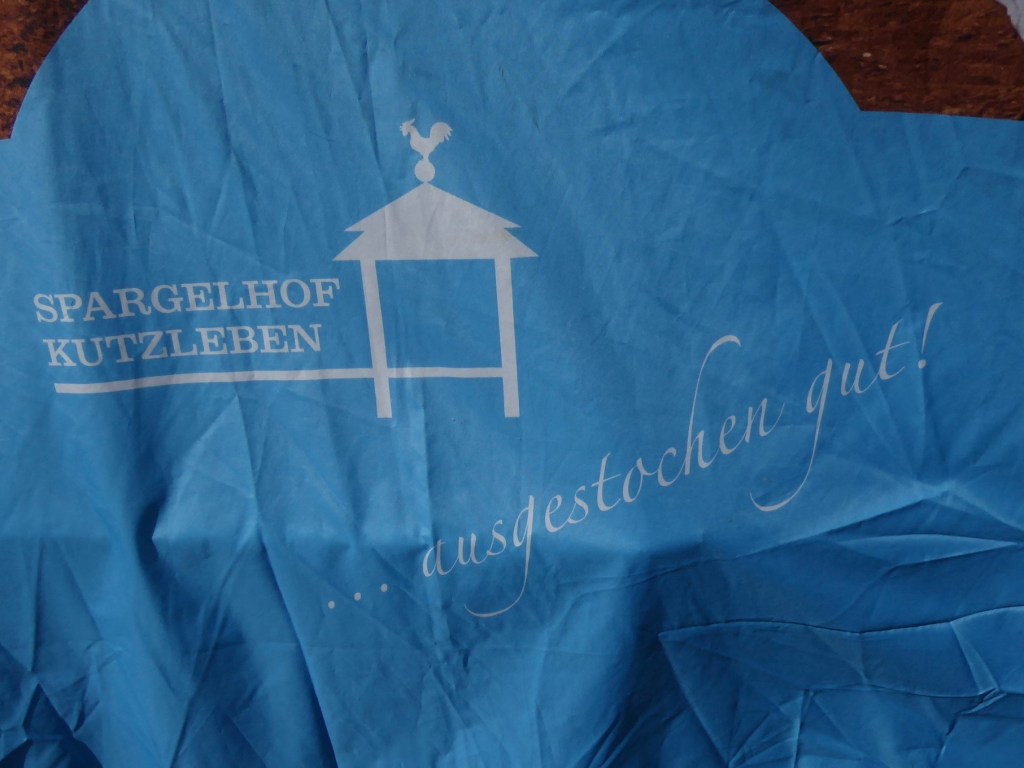 SPARGELHOF
KUTZLEBEN
... ausgestochen gut!